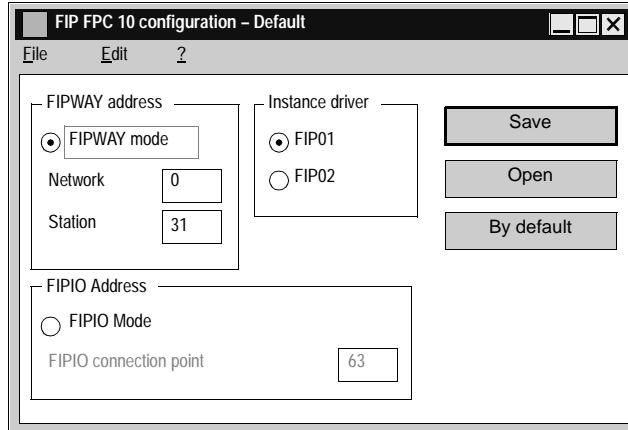 FIP FPC 10 configuration – Default
File Edit ?
FIPWAY address
FIPWAY mode
Network 0
Station 31
Instance driver
FIP01
FIP02
Save
Open
By default
FIPIO Address
FIPIO Mode
FIPIO connection point 63